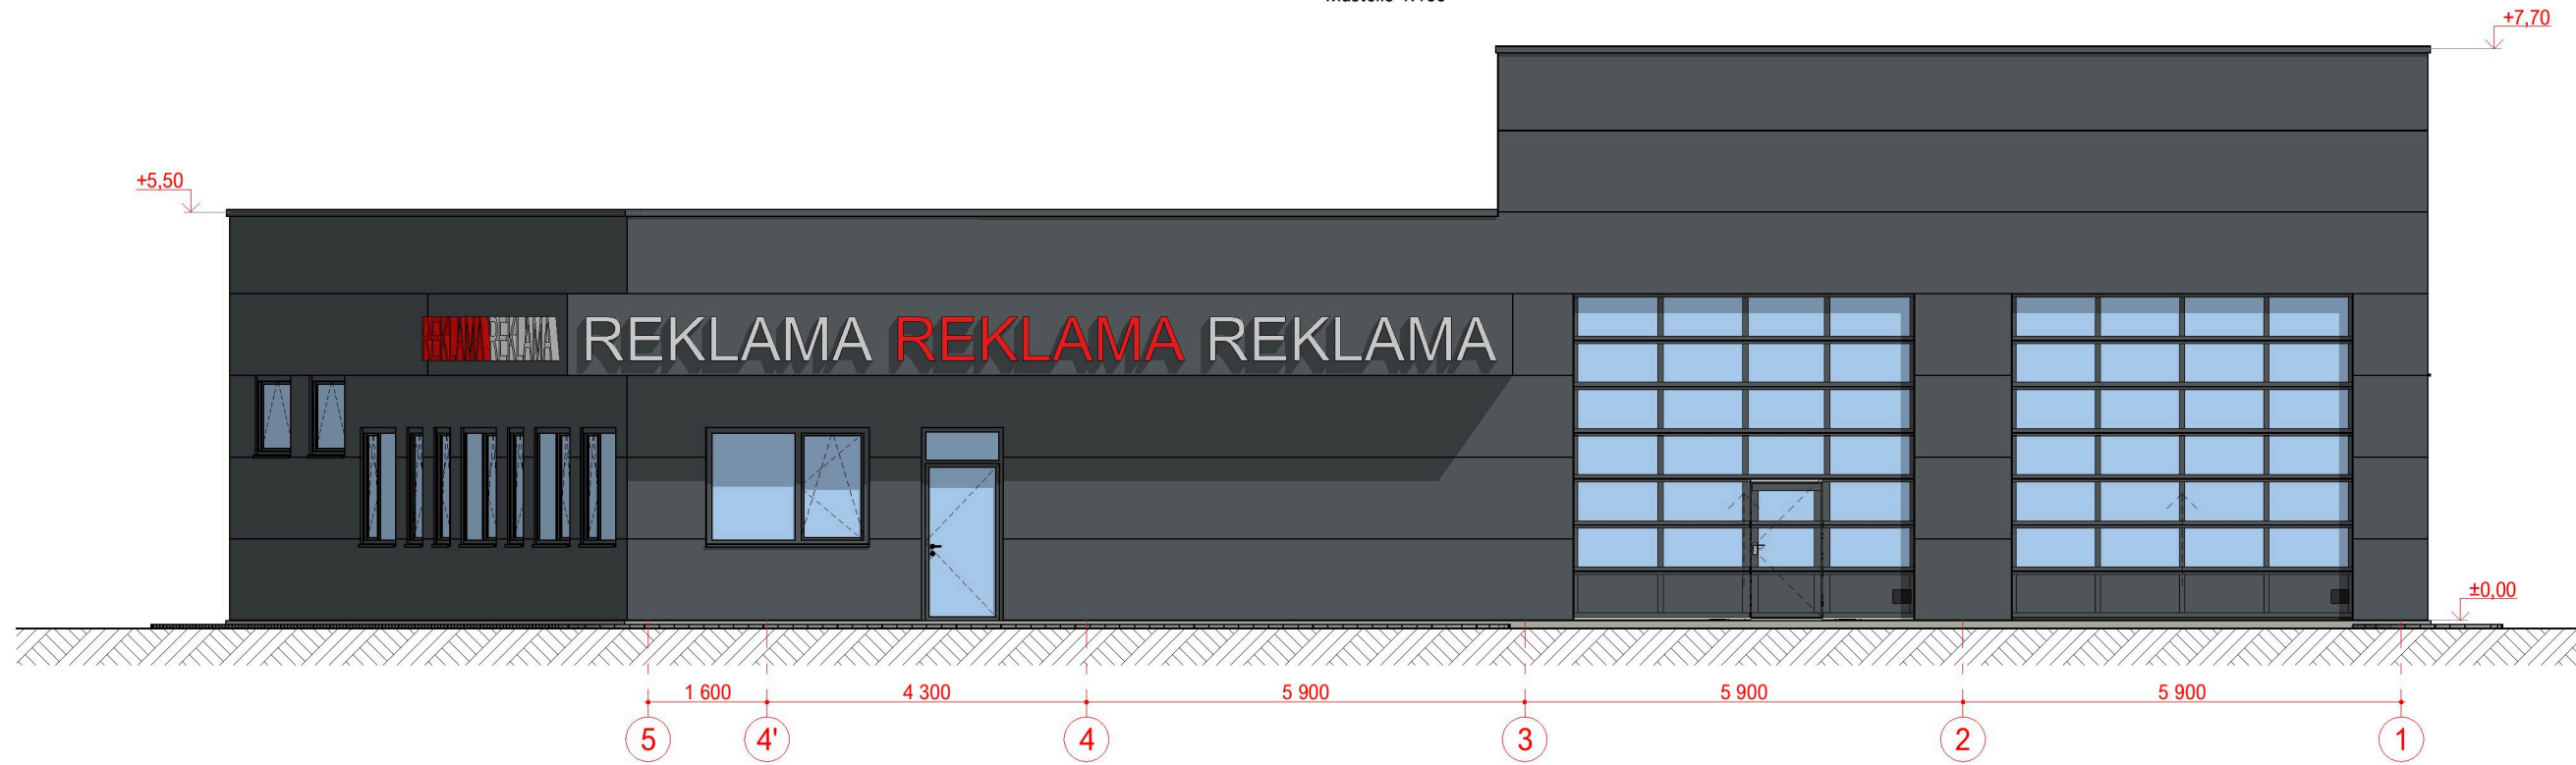 +7,70
+5,50
REKLAMA REKLAMA REKLAMA REKLAMA REKLAMA
±0,00
1 600 4 300 5 900 5 900 5 900
5 4' 4 3 2 1